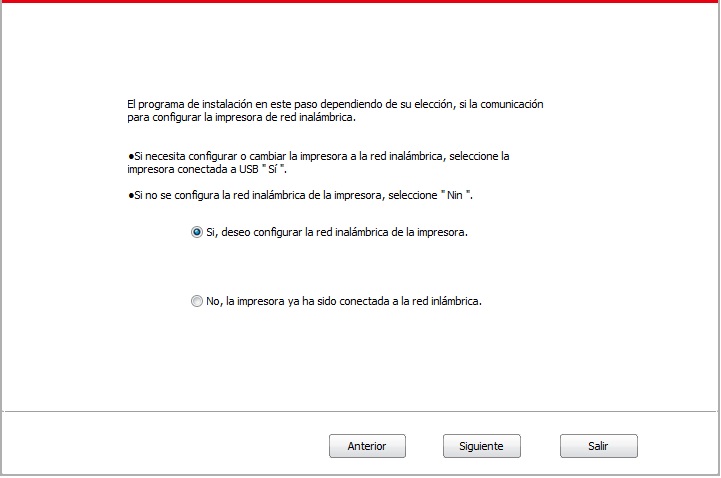 El programa de instalación en este paso dependiendo de su elección, si la comunicación
para configurar la impresora de red inalámbrica.
●Si necesita configurar o cambiar la impresora a la red inalámbrica, seleccione la
impresora conectada a USB " Sí ".
●Si no se configura la red inalámbrica de la impresora, seleccione " Nin ".
Si, deseo configurar la red inalámbrica de la impresora.
No, la impresora ya ha sido conectada a la red inlámbrica.
Anterior
Siguiente
Salir